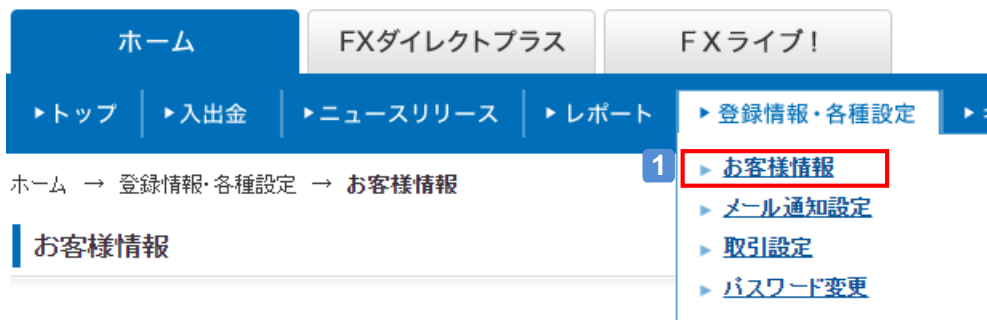 ホーム FXダイレクトプラス FXライブ!
▶トップ ▶入出金 ▶ニュースリリース ▶レポート ▶登録情報・各種設定
1 ▶ お客様情報
ホーム → 登録情報・各種設定 → お客様情報
▶ メール通知設定
お客様情報
▶ 取引設定
▶ パスワード変更